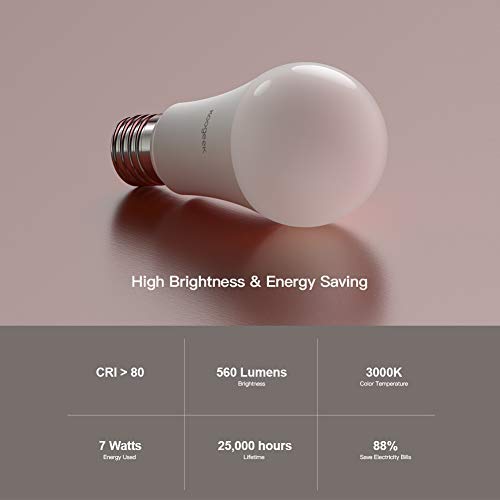 Koogeek
High Brightness & Energy Saving
CRI > 80
560 Lumens
Brightness
3000K
Color Temperature
7 Watts
Energy Used
25,000 hours
Lifetime
88%
Save Electricity Bills